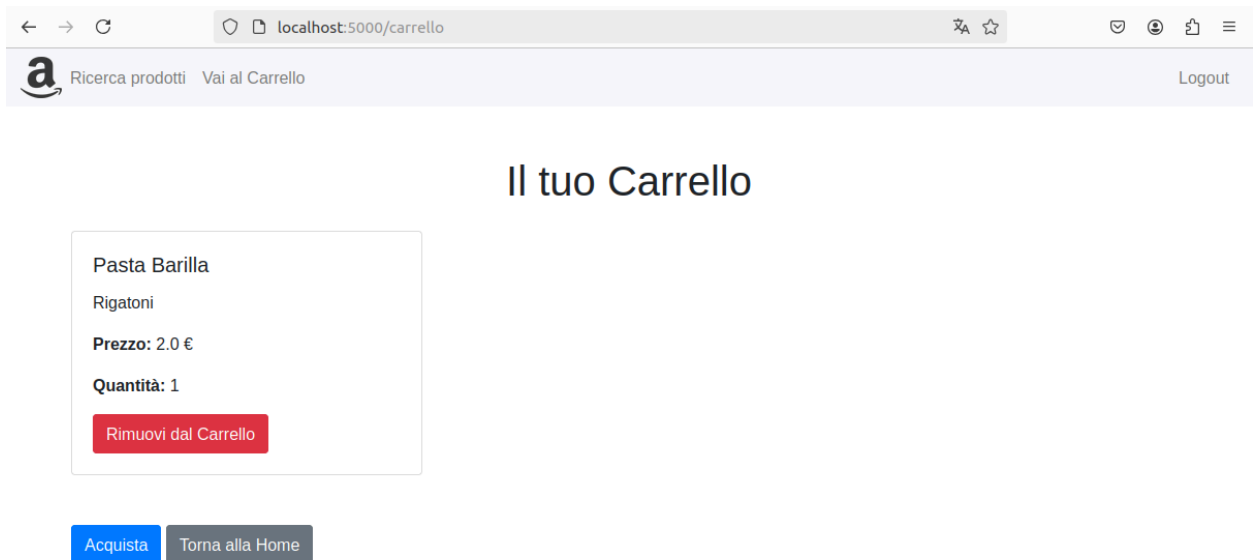 localhost:5000/carrello
a Ricerca prodotti Vai al Carrello Logout
Il tuo Carrello
Pasta Barilla
Rigatoni
Prezzo: 2.0 €
Quantità: 1
Rimuovi dal Carrello
Acquista Torna alla Home